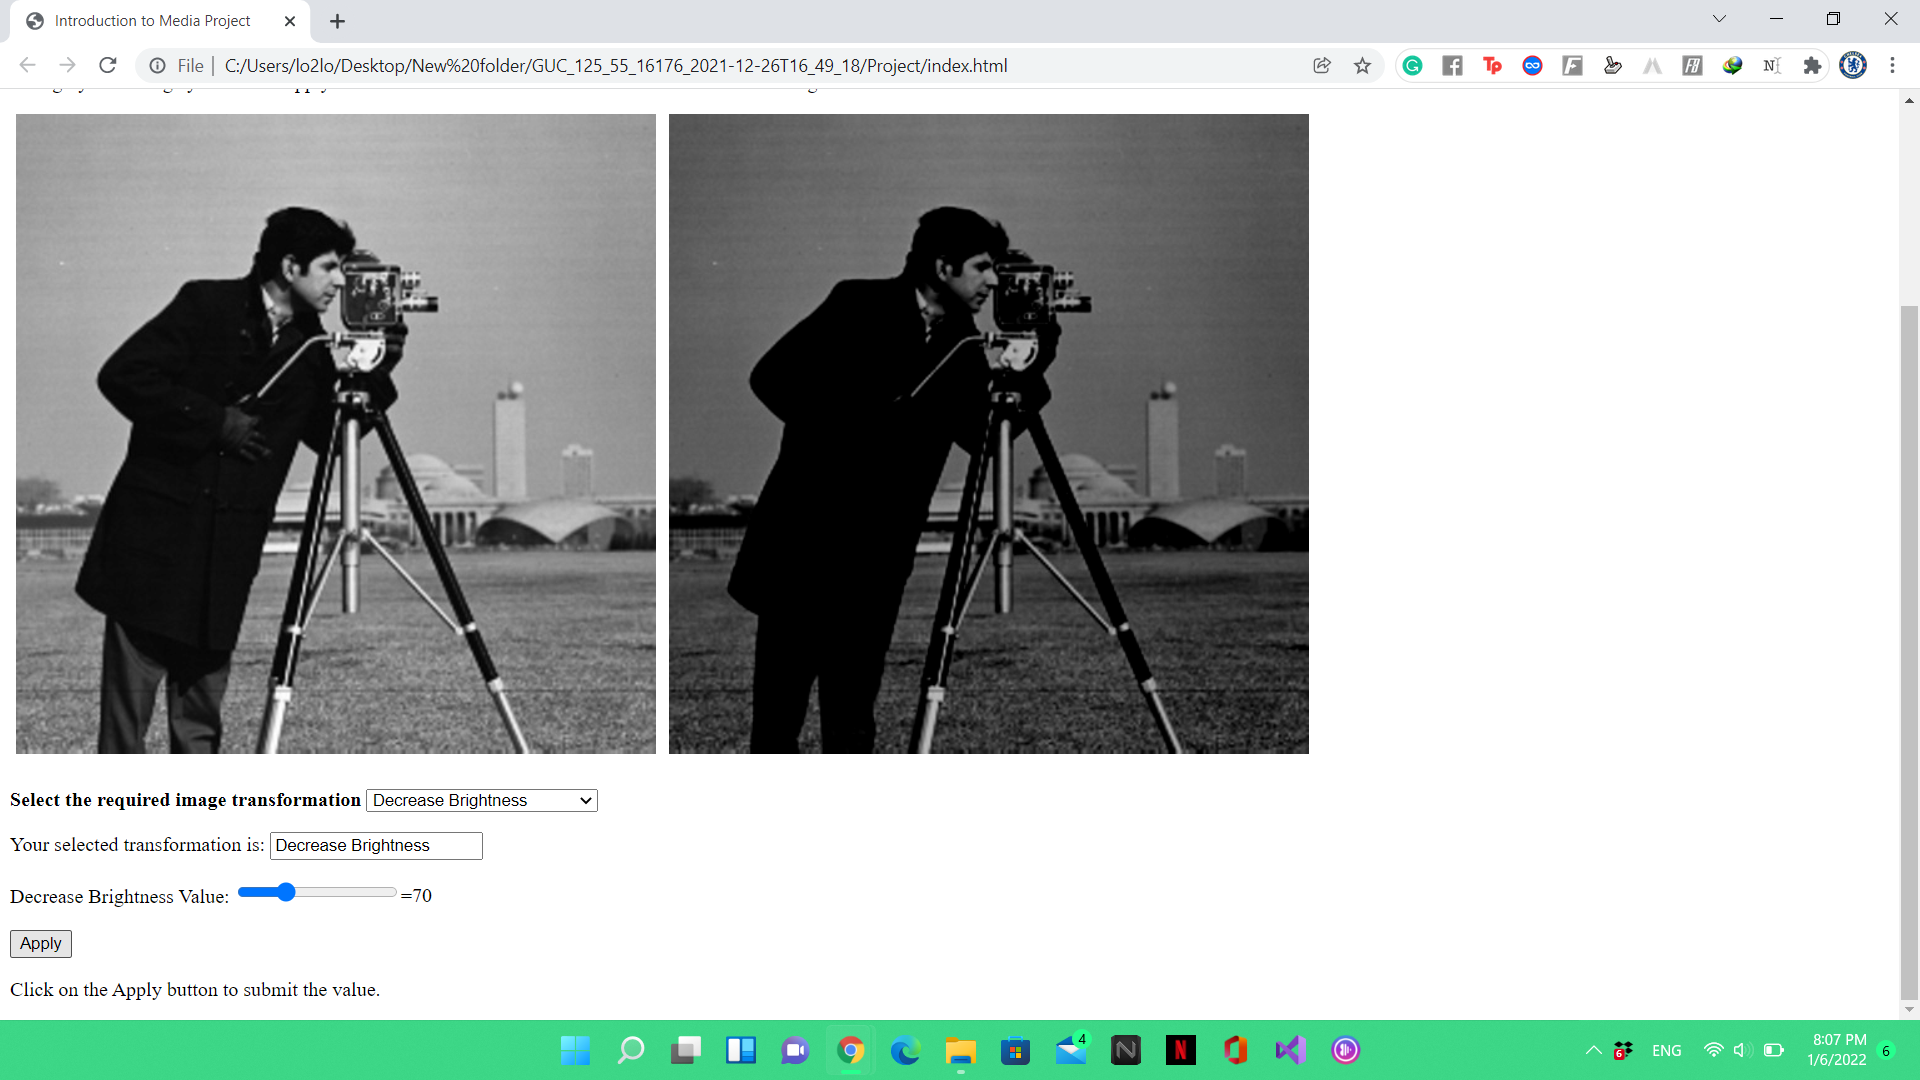 Introduction to Media Project
File
C:/Users/lo2lo/Desktop/New%20folder/GUC_125_55_16176_2021-12-26T16_49_18/Project/index.html
Select the required image transformation Decrease Brightness
Your selected transformation is: Decrease Brightness
Decrease Brightness Value: =70
Apply
Click on the Apply button to submit the value.
4
6
ENG
8:07 PM
1/6/2022
6